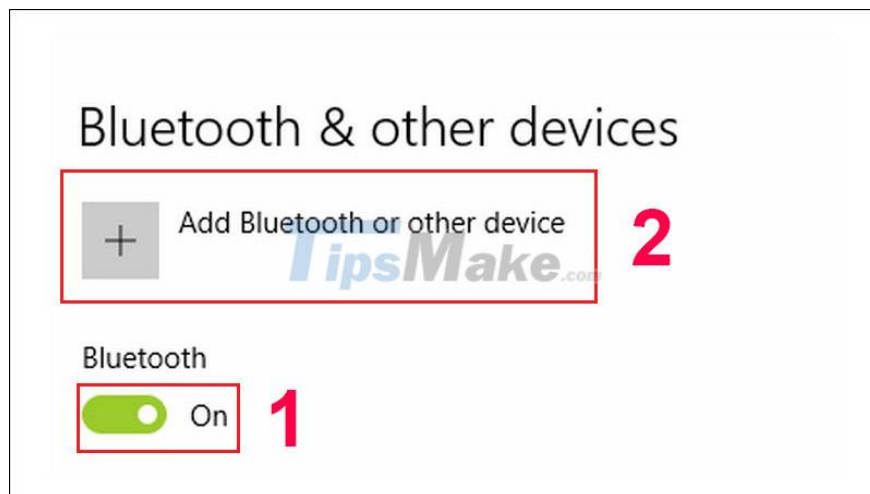 Bluetooth & other devices
Add Bluetooth or other device
2
TipsMake.com
Bluetooth
On
1